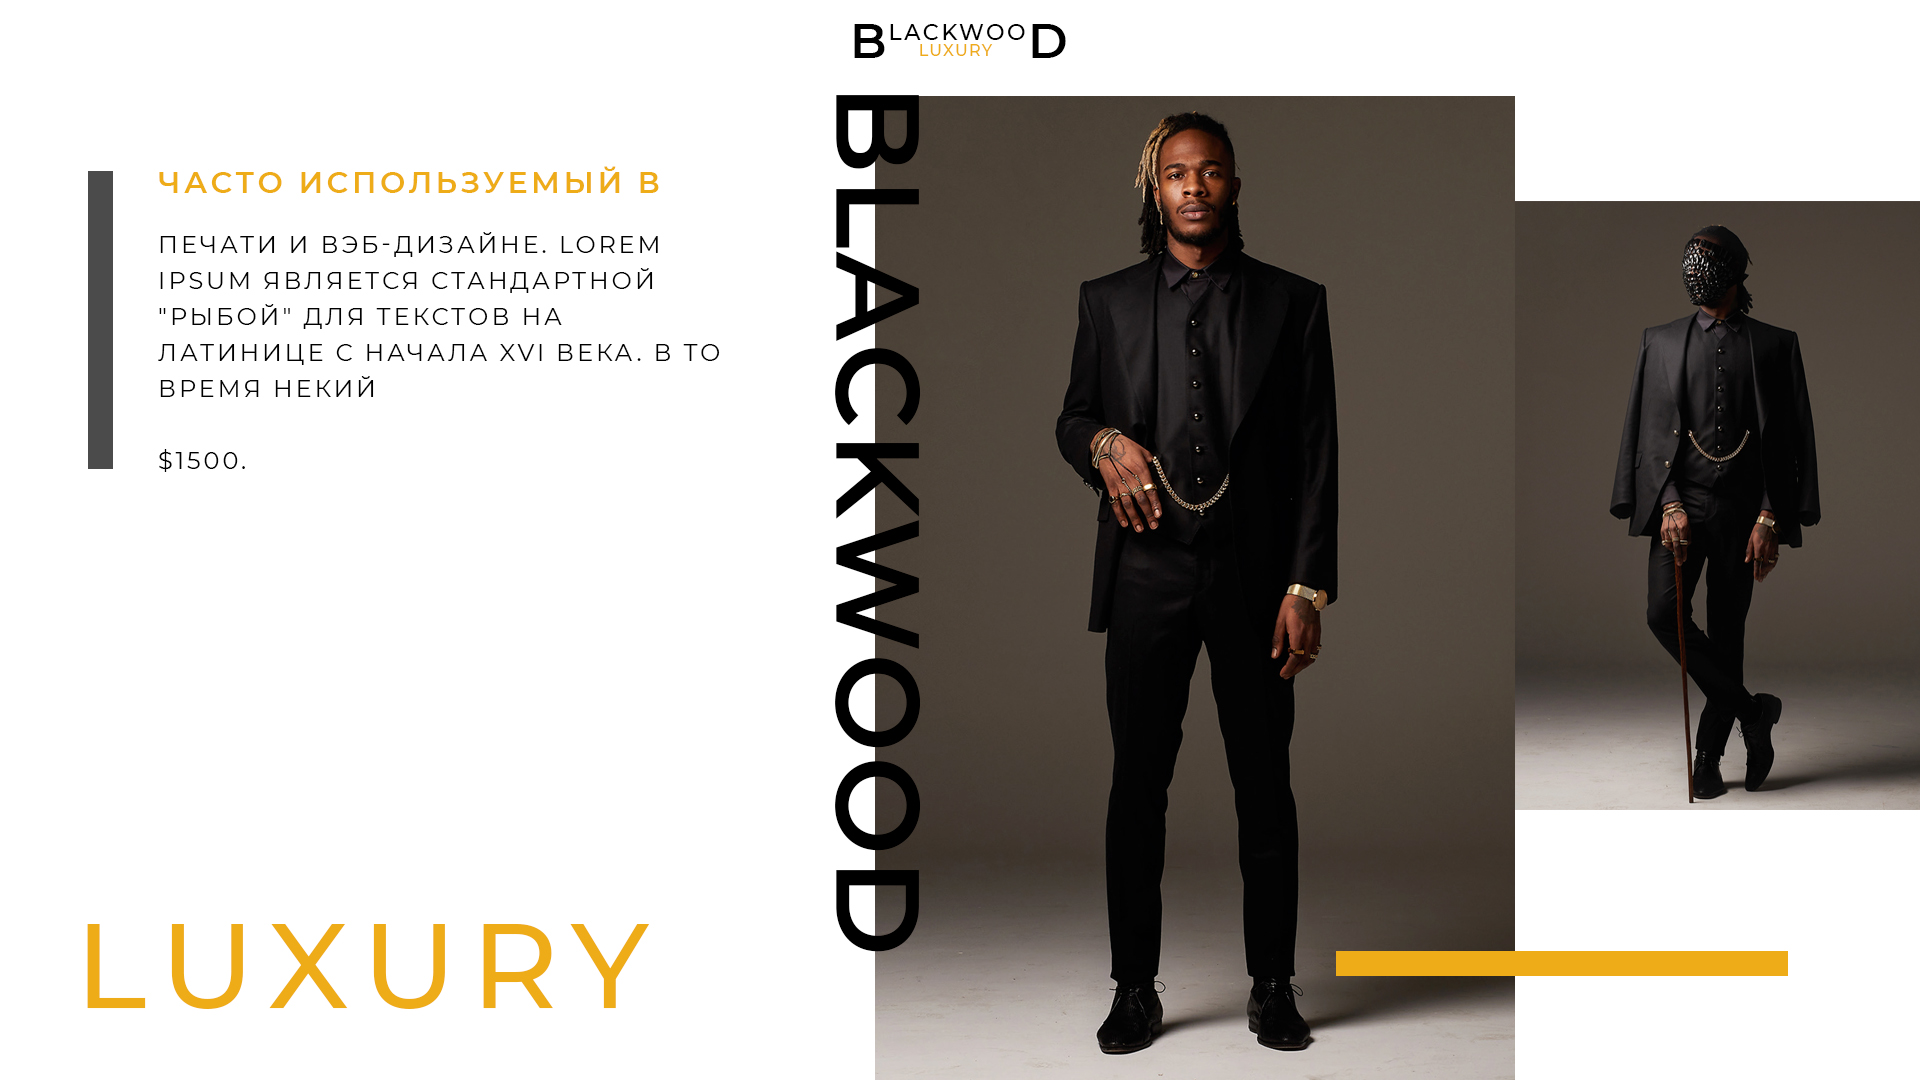 BLACKWOOD
LUXURY
ЧАСТО ИСПОЛЬЗУЕМЫЙ В
ПЕЧАТИ И ВЭБ-ДИЗАЙНЕ. LOREM
IPSUM ЯВЛЯЕТСЯ СТАНДАРТНОЙ
"РЫБОЙ" ДЛЯ ТЕКСТОВ НА
ЛАТИНИЦЕ С НАЧАЛА XVI ВЕКА. В ТО
ВРЕМЯ НЕКИЙ
$1500.
BLACKWOOD
LUXURY